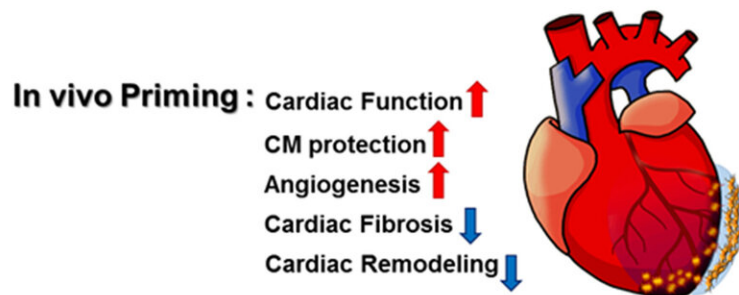 In vivo Priming : Cardiac Function
CM protection
Angiogenesis
Cardiac Fibrosis
Cardiac Remodeling